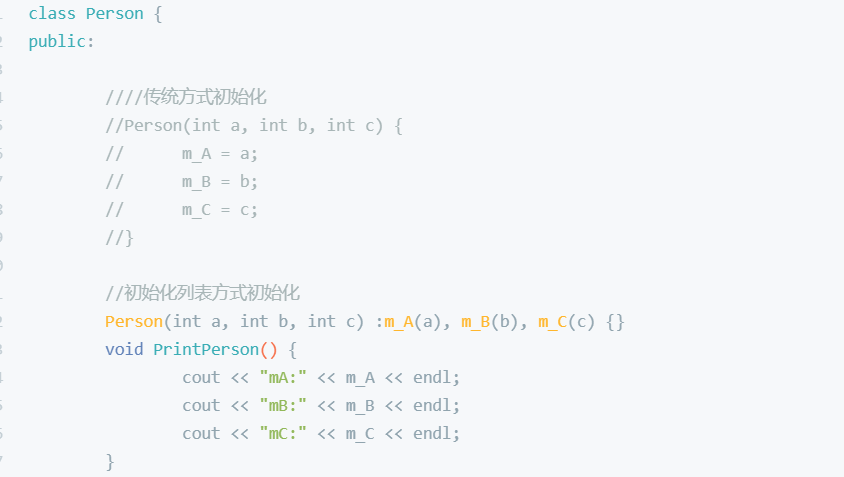 class Person {
public:
////传统方式初始化
//Person(int a, int b, int c) {
// m_A = a;
// m_B = b;
// m_C = c;
//}
//初始化列表方式初始化
Person(int a, int b, int c) :m_A(a), m_B(b), m_C(c) {}
void PrintPerson() {
cout << "mA:" << m_A << endl;
cout << "mB:" << m_B << endl;
cout << "mC:" << m_C << endl;
}